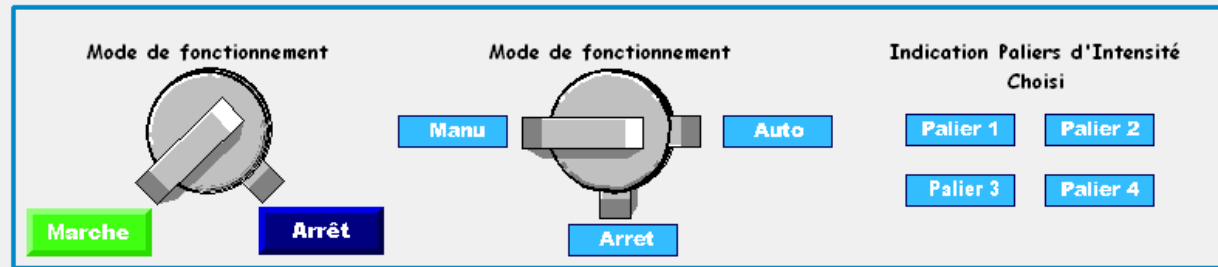 Mode de fonctionnement
Marche
Arrêt
Mode de fonctionnement
Manu
Auto
Arret
Indication Paliers d'Intensité
Choisi
Palier 1
Palier 2
Palier 3
Palier 4